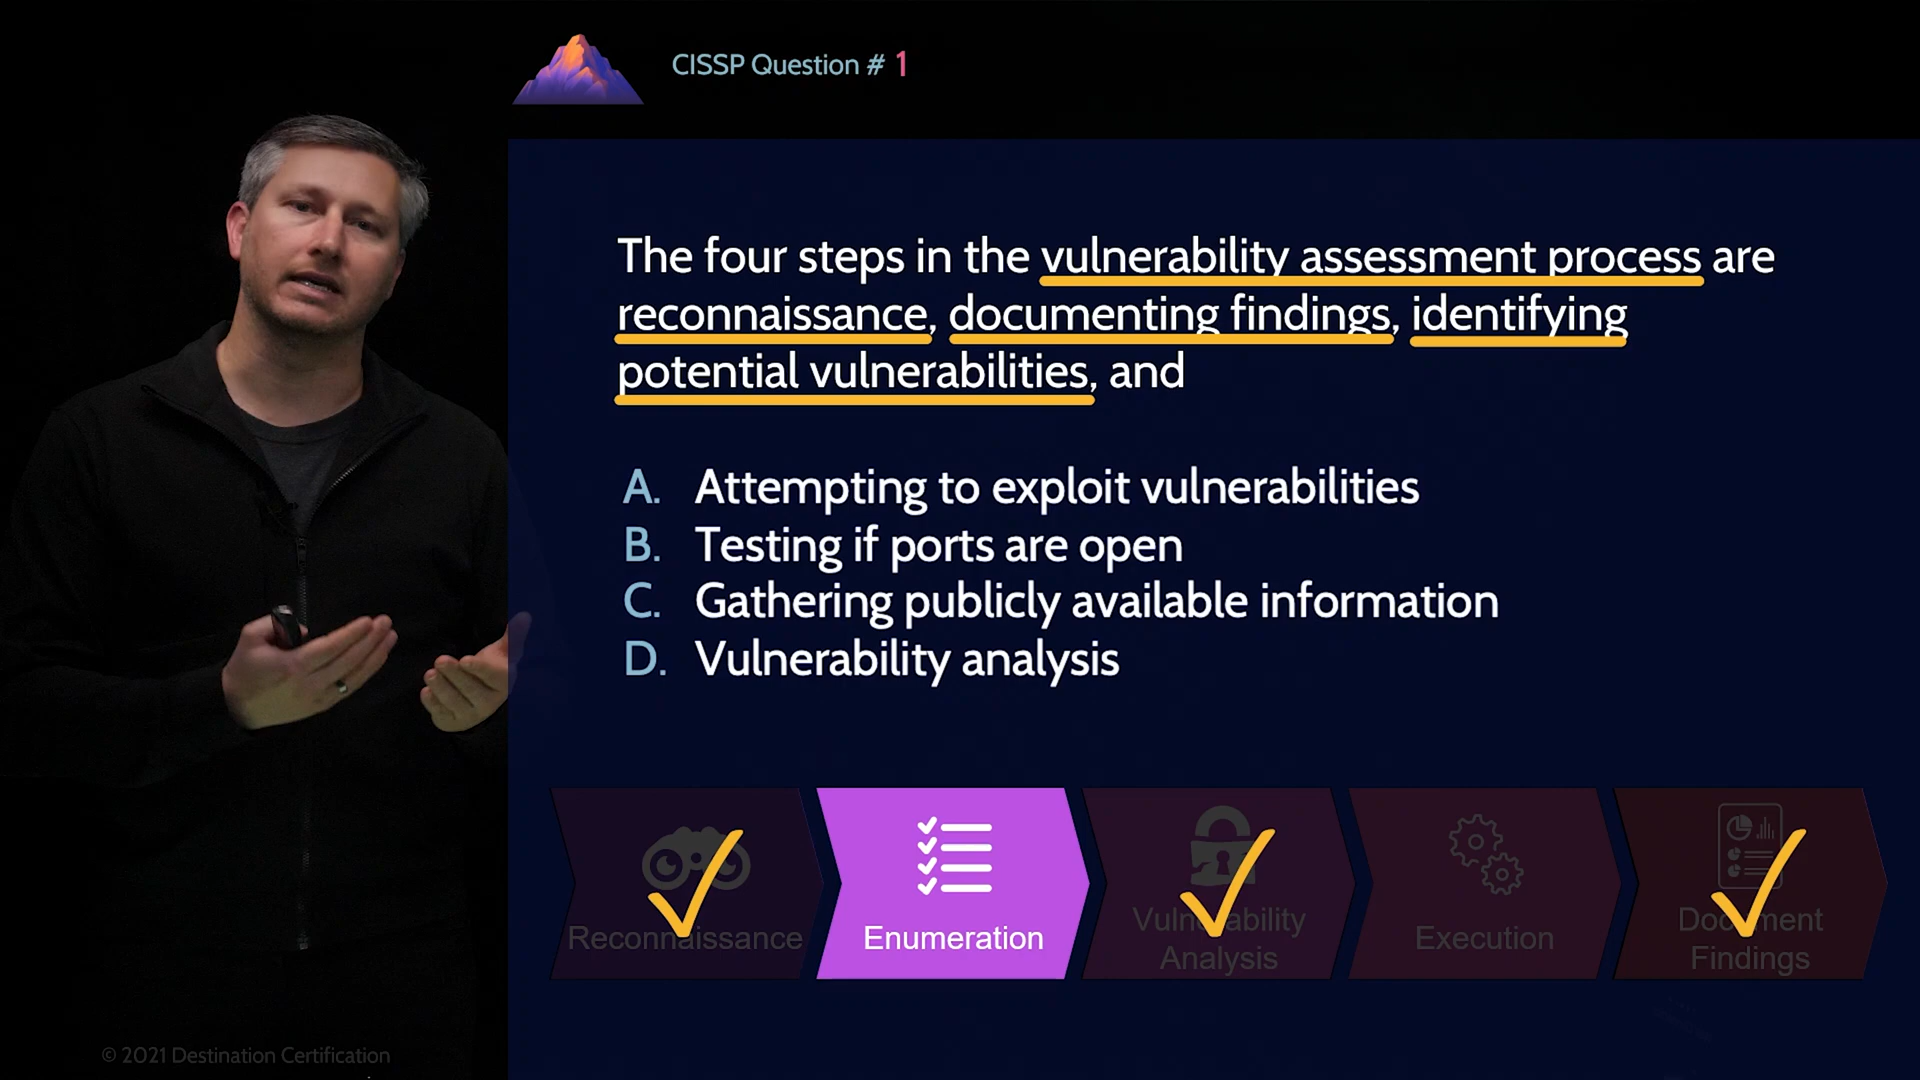 CISSP Question # 1
The four steps in the vulnerability assessment process are
reconnaissance, documenting findings, identifying
potential vulnerabilities, and
A. Attempting to exploit vulnerabilities
B. Testing if ports are open
C. Gathering publicly available information
D. Vulnerability analysis
Reconnaissance
Enumeration
Vulnerability
Analysis
Execution
Document
Findings
© 2021 Destination Certification